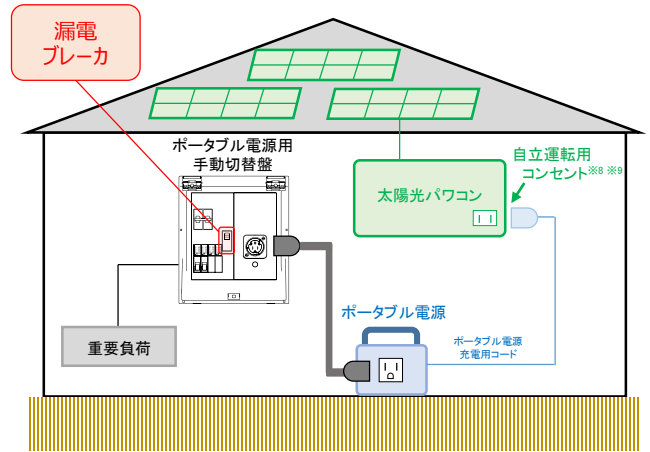 漏電
ブレーカ
ポータブル電源用
手動切替盤
自立運転用
コンセント※8 ※9
太陽光パワコン
ポータブル電源
ポータブル電源
充電用コード
重要負荷